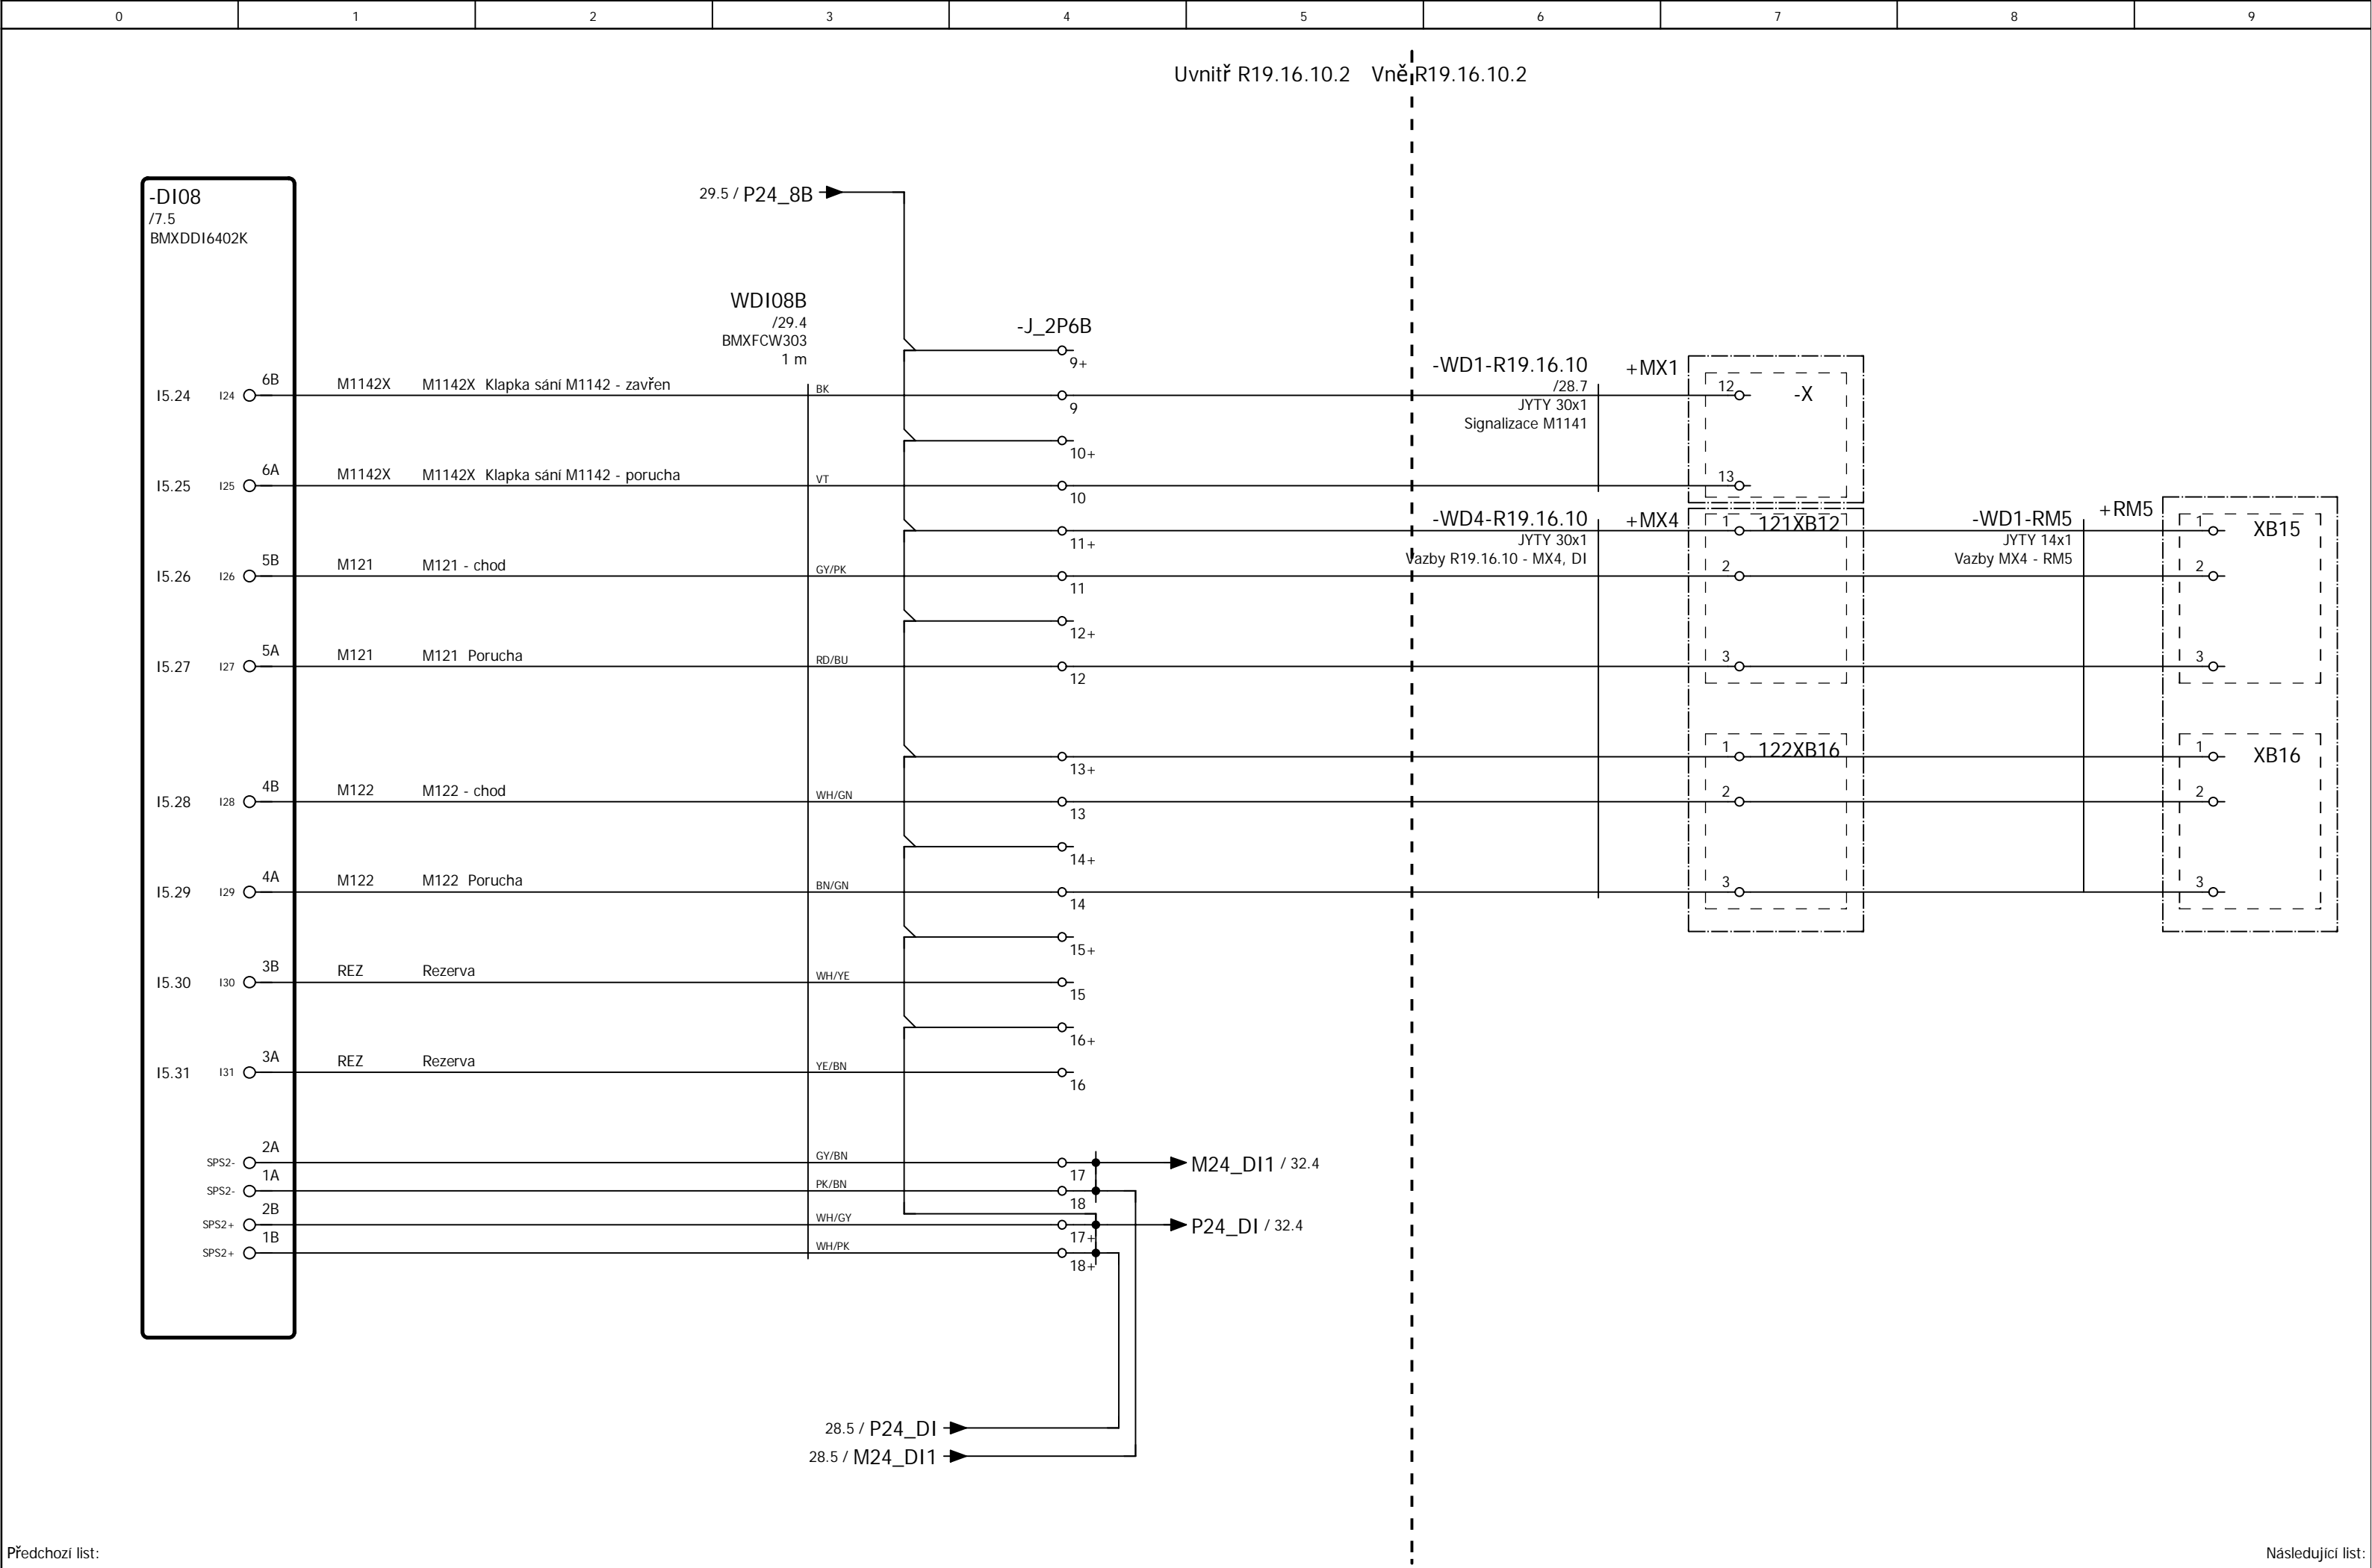 0 1 2 3 4 5 6 7 8 9
Uvnitř R19.16.10.2 Vně R19.16.10.2
-DI08
/7.5
BMXDDI6402K
29.5 / P24_8B
WDI08B
/29.4
BMXFCW303
1 m
-J_2P6B
9+
-WD1-R19.16.10
/28.7
JYTY 30x1
Signalizace M1141
+MX1
-X
I5.24 I24 6B M1142X M1142X Klapka sání M1142 - zavřen BK 9 12
10+
I5.25 I25 6A M1142X M1142X Klapka sání M1142 - porucha VT 10 13
-WD4-R19.16.10
JYTY 30x1
Vazby R19.16.10 - MX4, DI
+MX4
121XB12
-WD1-RM5
JYTY 14x1
Vazby MX4 - RM5
+RM5
XB15
11+ 1 1
I5.26 I26 5B M121 M121 - chod GY/PK 11 2 2
12+
I5.27 I27 5A M121 M121 Porucha RD/BU 12 3 3
122XB16
XB16
13+ 1 1
I5.28 I28 4B M122 M122 - chod WH/GN 13 2 2
14+
I5.29 I29 4A M122 M122 Porucha BN/GN 14 3 3
15+
I5.30 I30 3B REZ Rezerva WH/YE 15
16+
I5.31 I31 3A REZ Rezerva YE/BN 16
SPS2- 2A GY/BN 17 M24_DI1 / 32.4
SPS2- 1A PK/BN 18
SPS2+ 2B WH/GY 17+ P24_DI / 32.4
SPS2+ 1B WH/PK 18+
28.5 / P24_DI
28.5 / M24_DI1
Předchozí list:
Následující list: